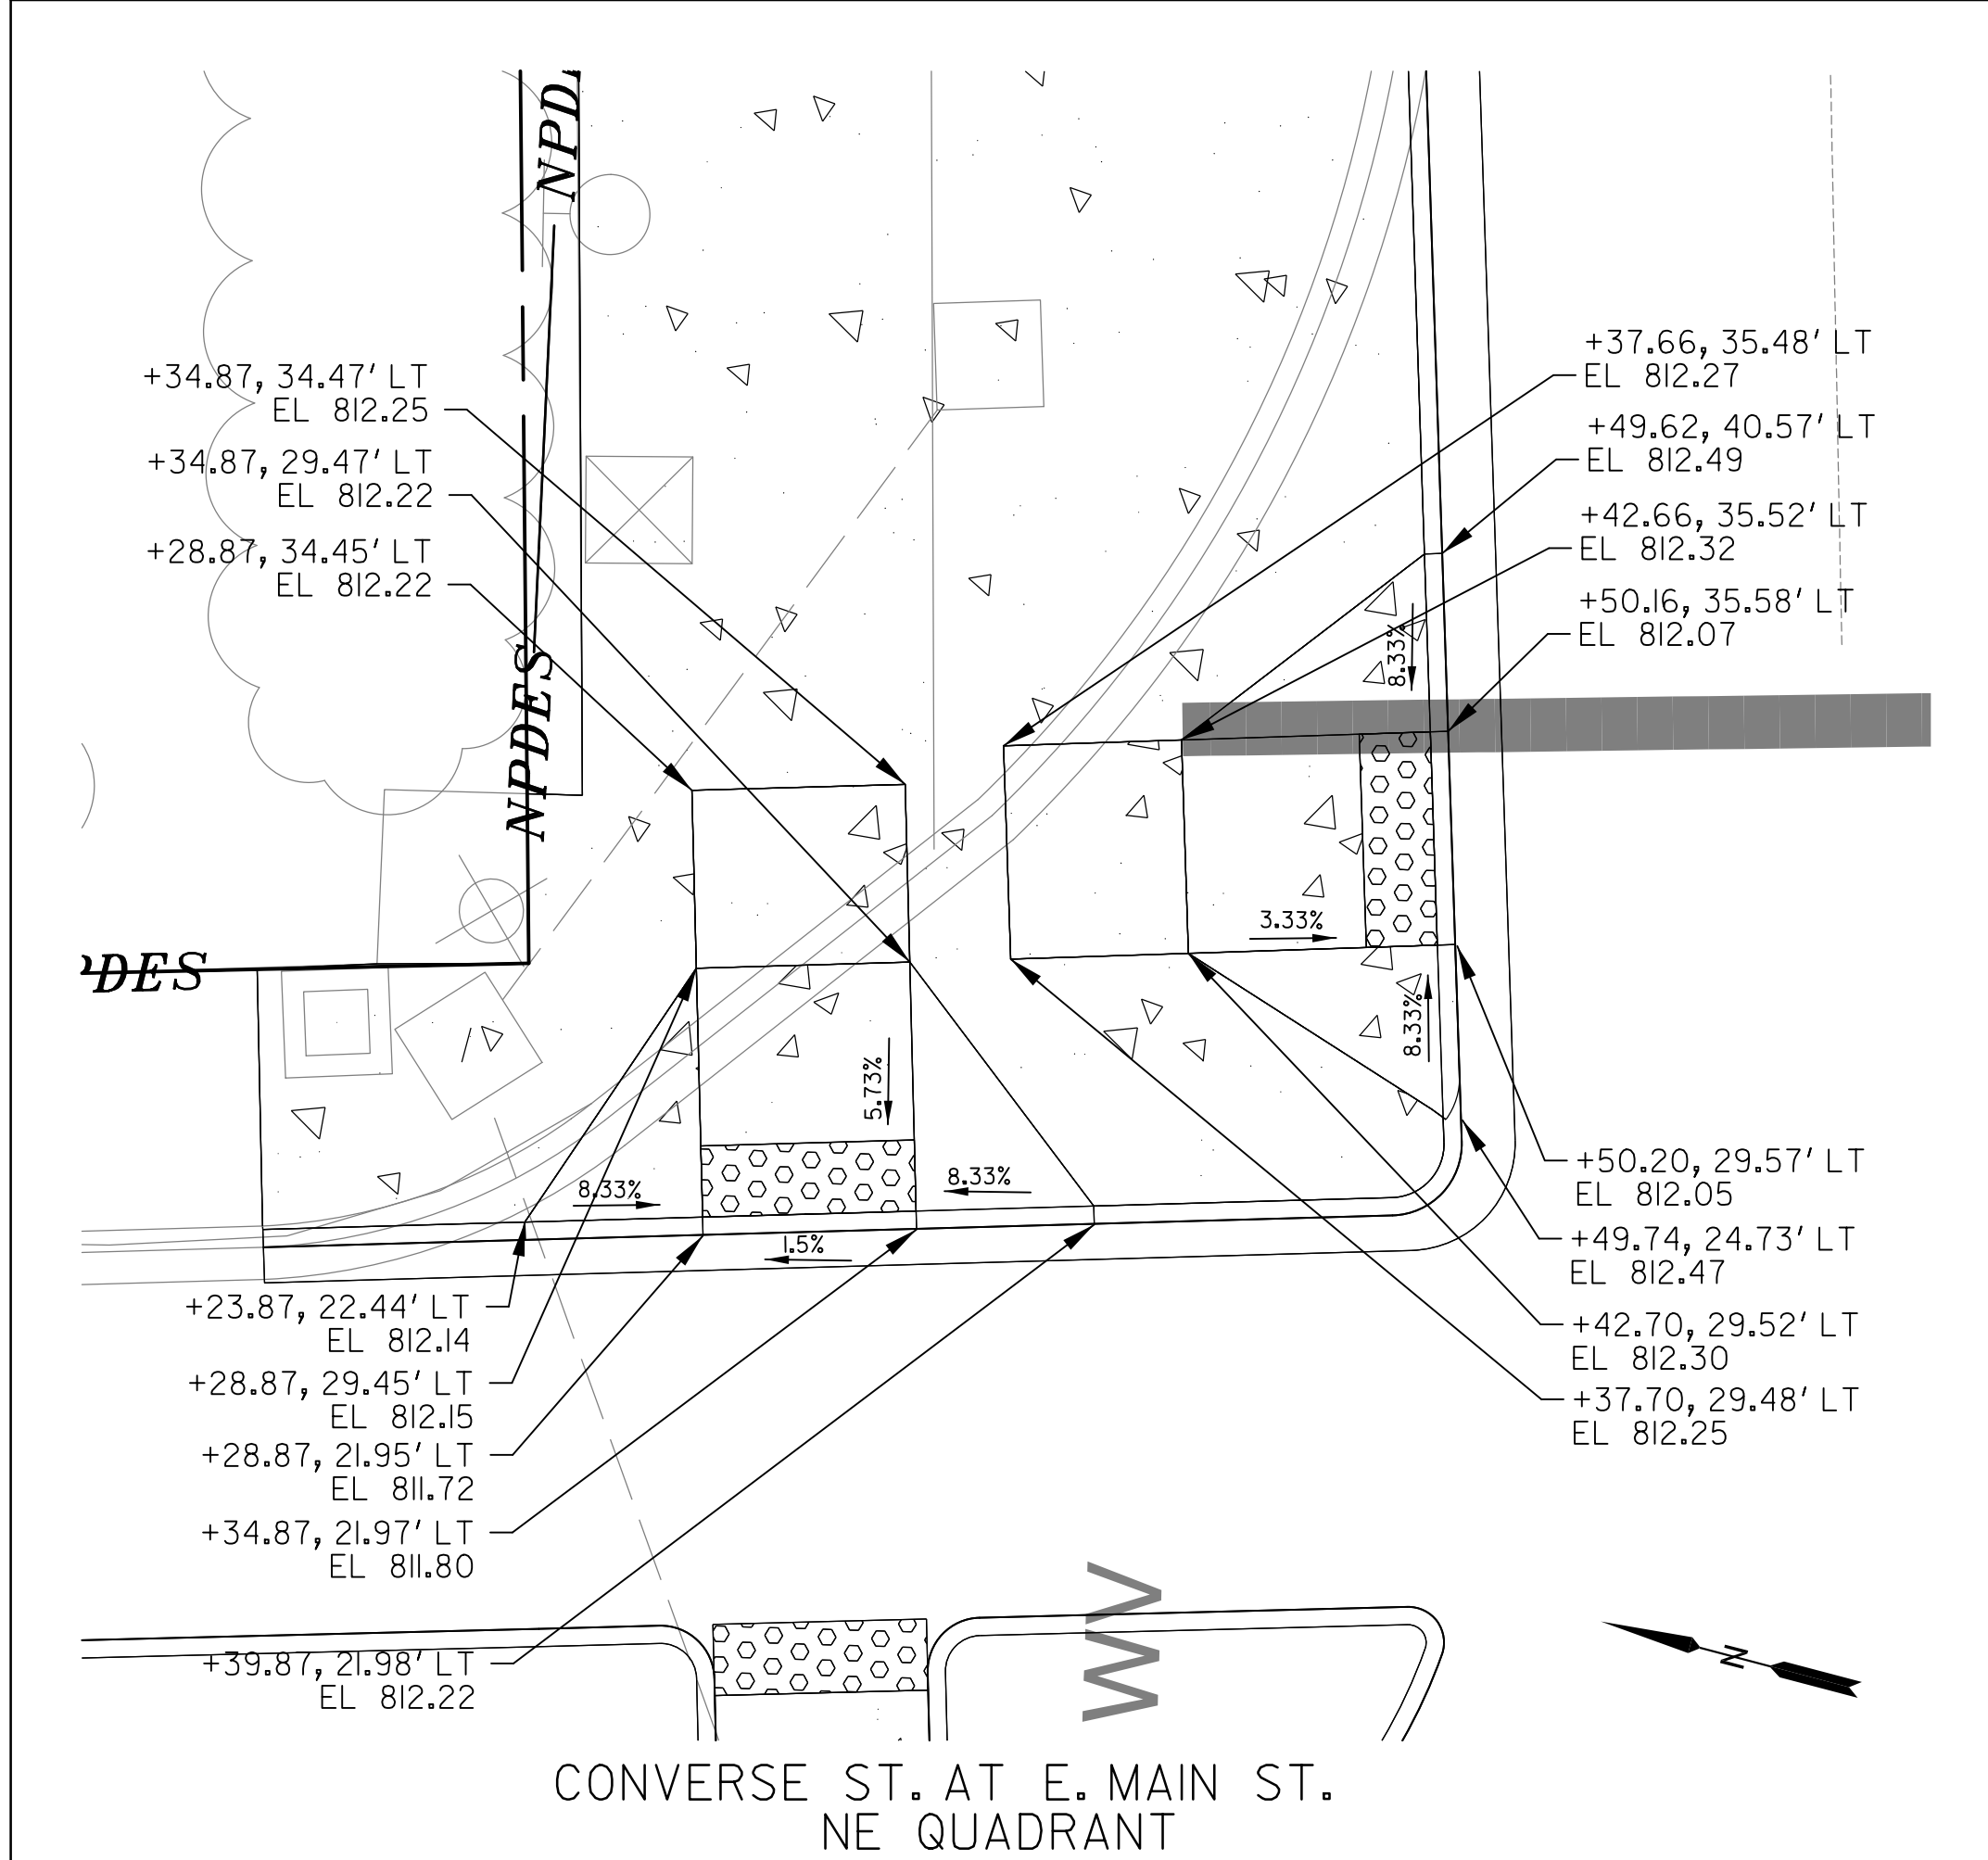 NPD
+34.87, 34.47' LT
EL 812.25
+34.87, 29.47' LT
EL 812.22
+28.87, 34.45' LT
EL 812.22
+37.66, 35.48' LT
EL 812.27
+49.62, 40.57' LT
EL 812.49
+42.66, 35.52' LT
EL 812.32
+50.16, 35.58' LT
EL 812.07
8.33%
NPDES
3.33%
PDES
8.33%
5.73%
8.33%
8.33%
1.5%
+50.20, 29.57' LT
EL 812.05
+49.74, 24.73' LT
EL 812.47
+42.70, 29.52' LT
EL 812.30
+37.70, 29.48' LT
EL 812.25
+23.87, 22.44' LT
EL 812.14
+28.87, 29.45' LT
EL 812.15
+28.87, 21.95' LT
EL 811.72
+34.87, 21.97' LT
EL 811.80
+39.87, 21.98' LT
EL 812.22
WV
N
CONVERSE ST. AT E. MAIN ST.
NE QUADRANT